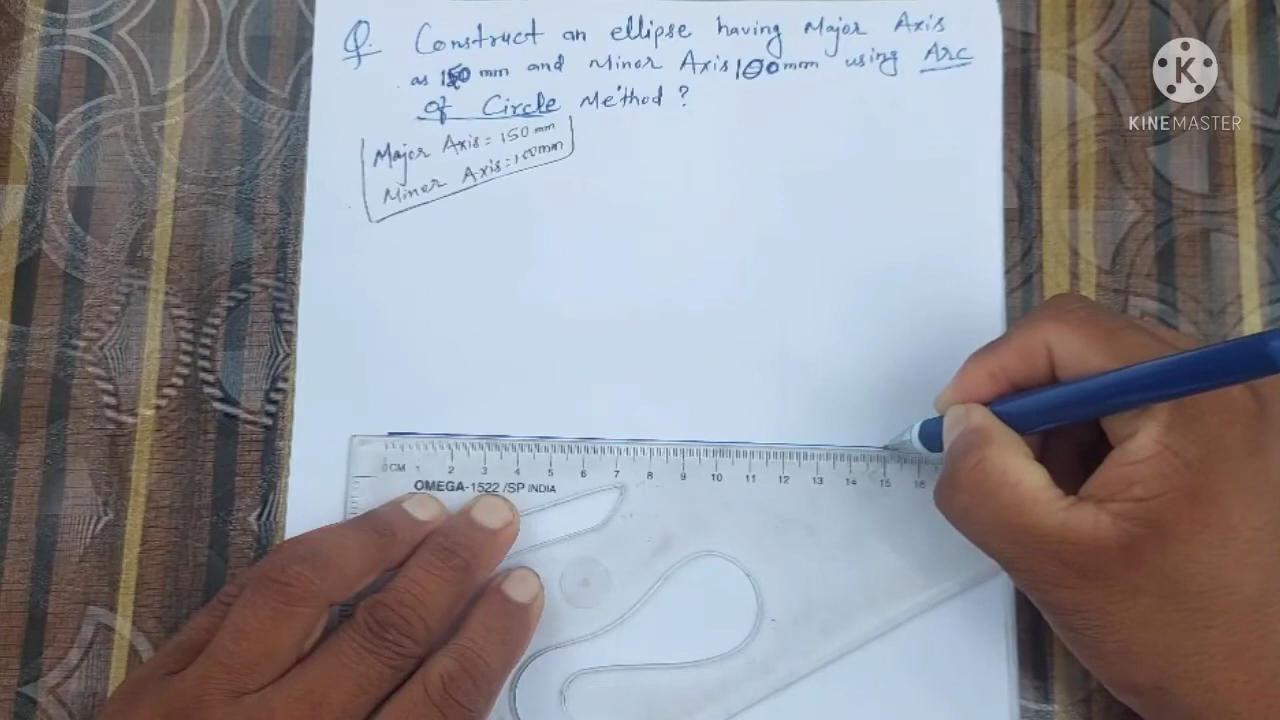 Q. Construct an ellipse having Major Axis
as 150 mm and Minor Axis 100mm using Arc
of Circle Method ?
Major Axis = 150 mm
Minor Axis = 100mm
K
KINEMASTER
0 CM 1 2 3 4 5 6 7 8 9 10 11 12 13 14 15 16
OMEGA-1522 /SP INDIA